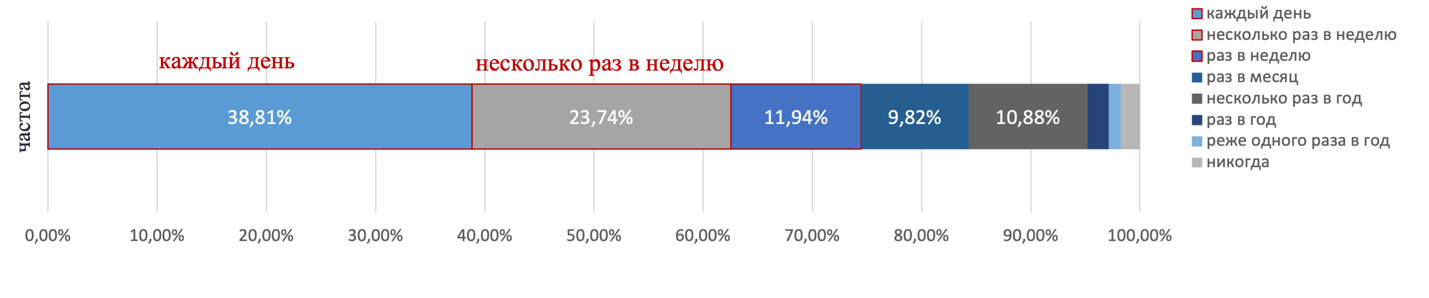 каждый день
несколько раз в неделю
частота
38,81%
23,74%
11,94%
9,82%
10,88%
0,00%
10,00%
20,00%
30,00%
40,00%
50,00%
60,00%
70,00%
80,00%
90,00%
100,00%
каждый день
несколько раз в неделю
раз в неделю
раз в месяц
несколько раз в год
раз в год
реже одного раза в год
никогда